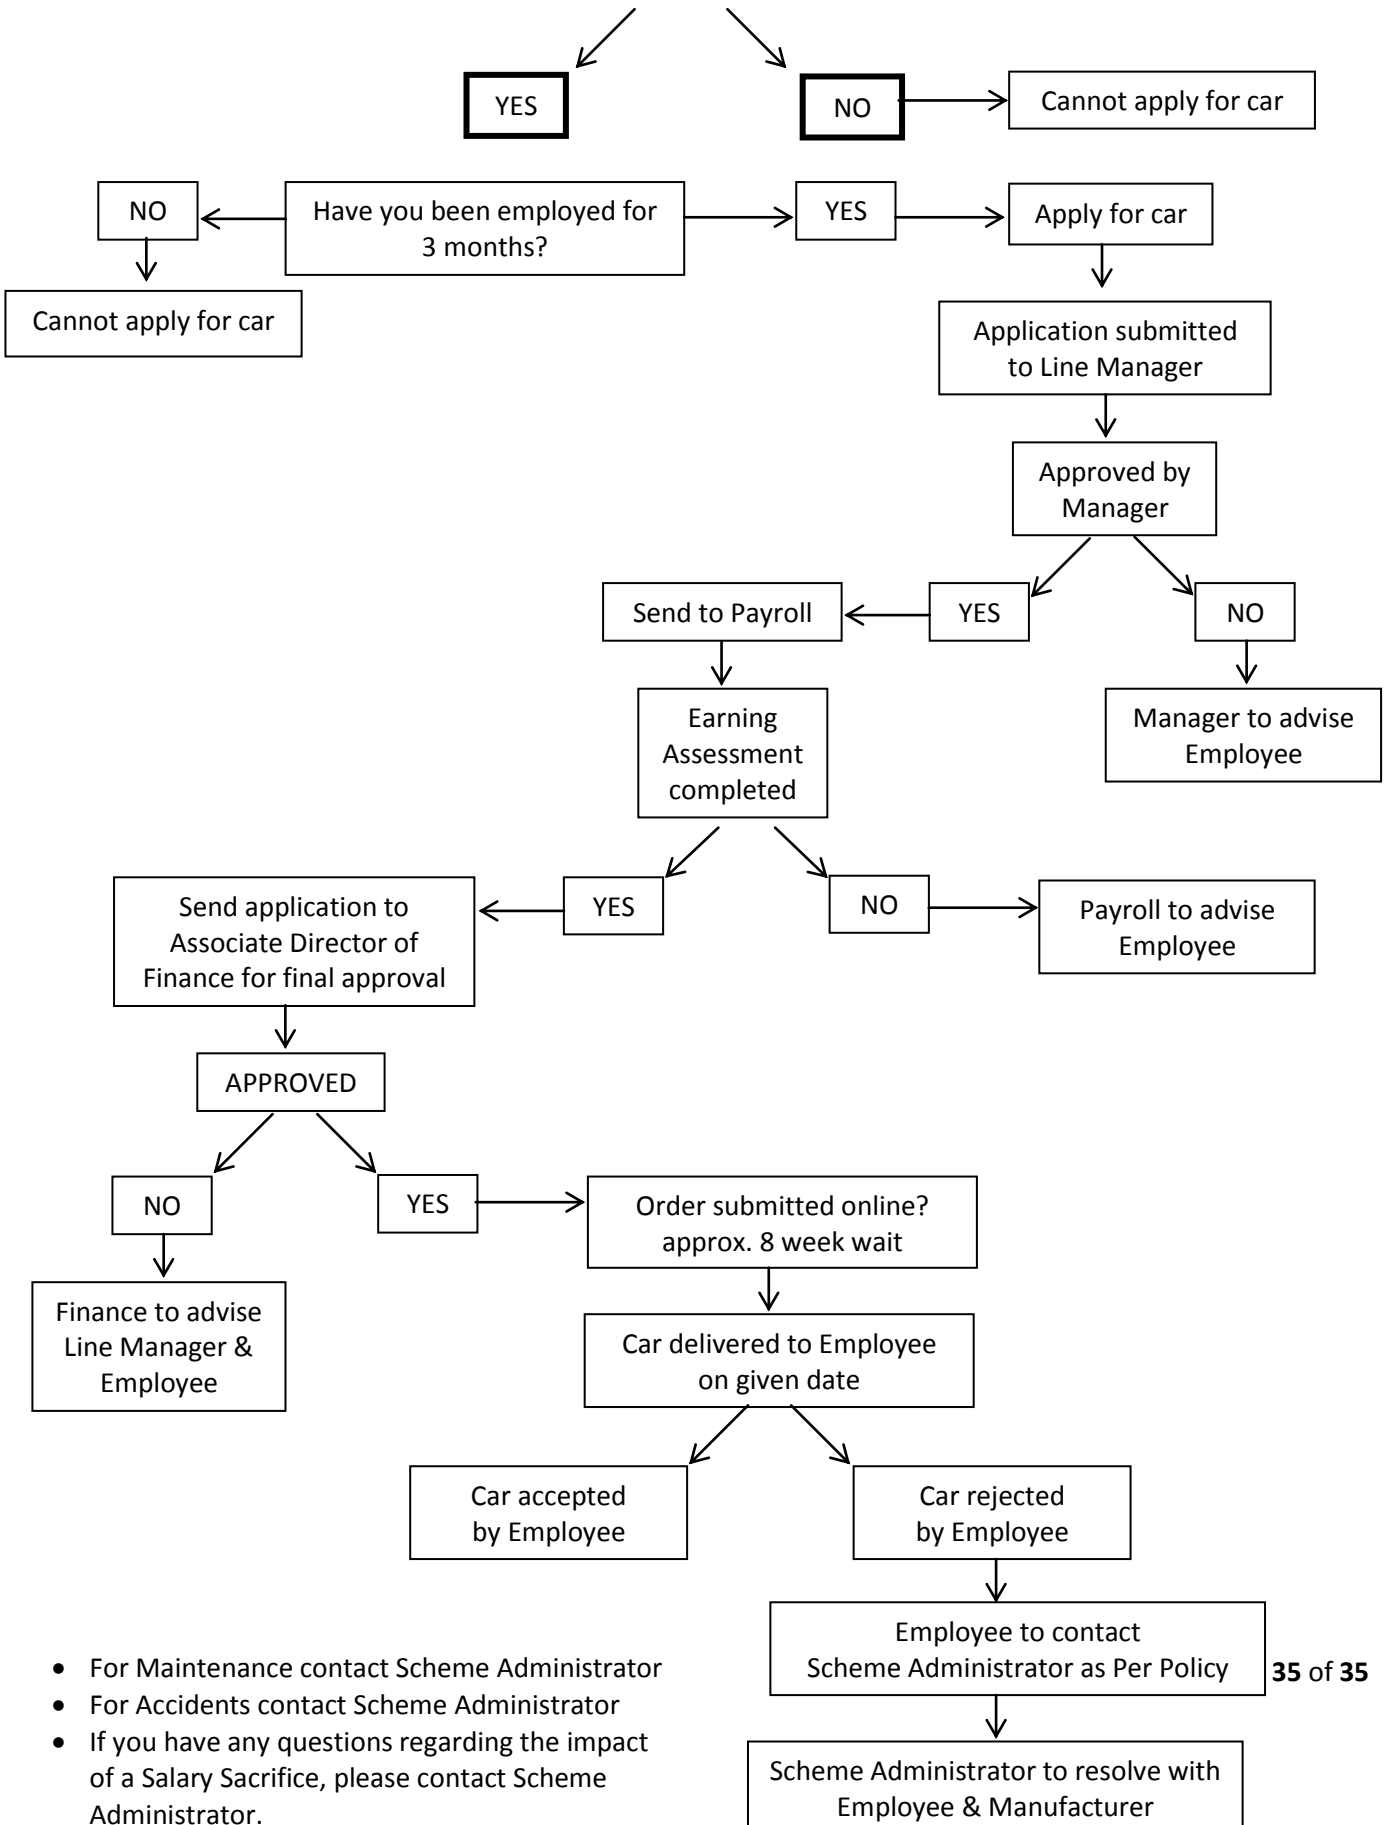 YES
NO
Cannot apply for car
NO
Have you been employed for
3 months?
YES
Apply for car
Cannot apply for car
Application submitted
to Line Manager
Approved by
Manager
Send to Payroll
YES
NO
Earning
Assessment
completed
Manager to advise
Employee
Send application to
Associate Director of
Finance for final approval
YES
NO
Payroll to advise
Employee
APPROVED
NO
YES
Order submitted online?
approx. 8 week wait
Finance to advise
Line Manager &
Employee
Car delivered to Employee
on given date
Car accepted
by Employee
Car rejected
by Employee
Employee to contact
Scheme Administrator as Per Policy
35 of 35
• For Maintenance contact Scheme Administrator
• For Accidents contact Scheme Administrator
• If you have any questions regarding the impact
of a Salary Sacrifice, please contact Scheme
Administrator.
Scheme Administrator to resolve with
Employee & Manufacturer